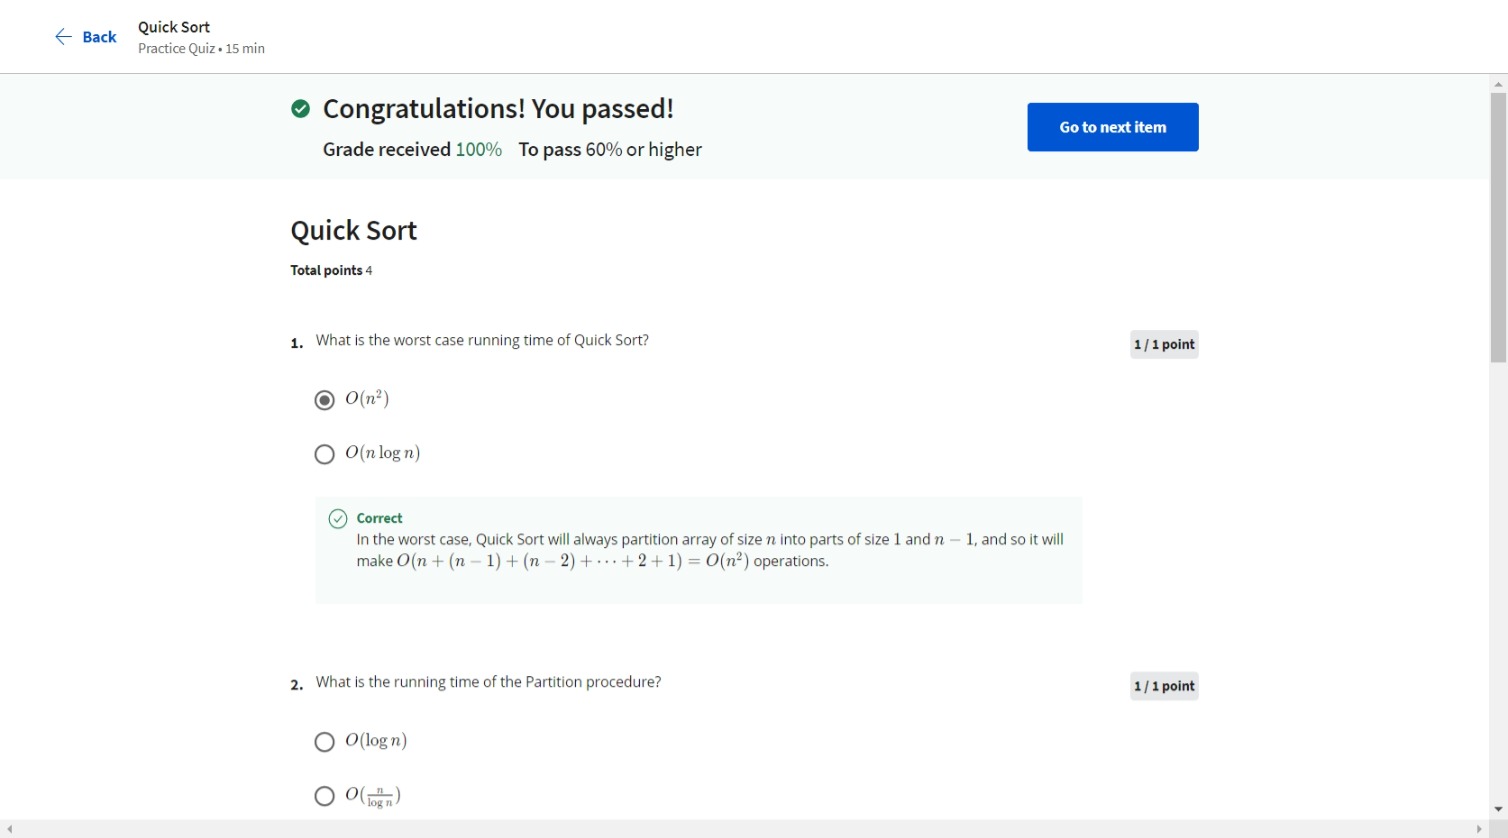 Back
Quick Sort
Practice Quiz • 15 min
Congratulations! You passed!
Grade received 100% To pass 60% or higher
Go to next item
Quick Sort
Total points 4
1. What is the worst case running time of Quick Sort?
1 / 1 point
O(n²)
O(n log n)
Correct
In the worst case, Quick Sort will always partition array of size n into parts of size 1 and n − 1, and so it will
make O(n + (n − 1) + (n − 2) + ⋯ + 2 + 1) = O(n²) operations.
2. What is the running time of the Partition procedure?
1 / 1 point
O(log n)
O(n/log n)